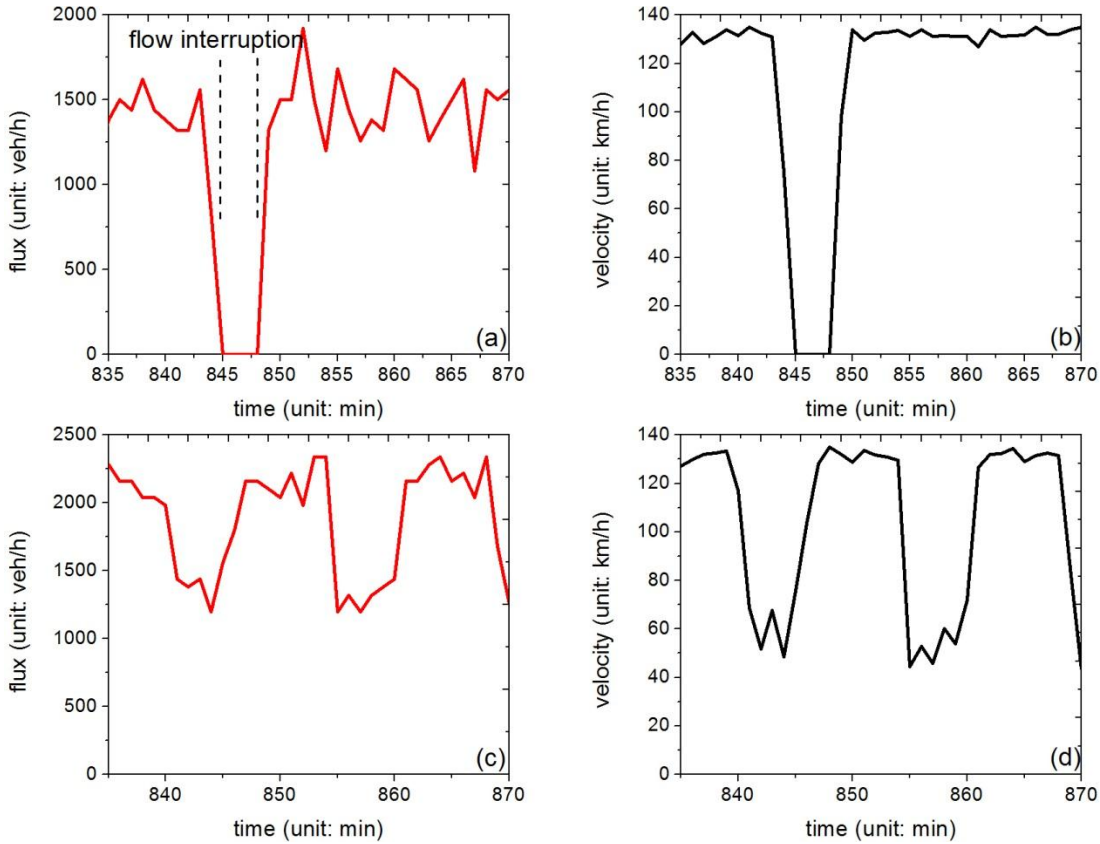 2000
1500
1000
500
0
flow interruption
(a)
835 840 845 850 855 860 865 870
flux (unit: veh/h)
time (unit: min)
140
120
100
80
60
40
20
0
(b)
835 840 845 850 855 860 865 870
velocity (unit: km/h)
time (unit: min)
2500
2000
1500
1000
500
0
(c)
840 850 860 870
flux (unit: veh/h)
time (unit: min)
140
120
100
80
60
40
20
0
(d)
840 850 860 870
velocity (unit: km/h)
time (unit: min)